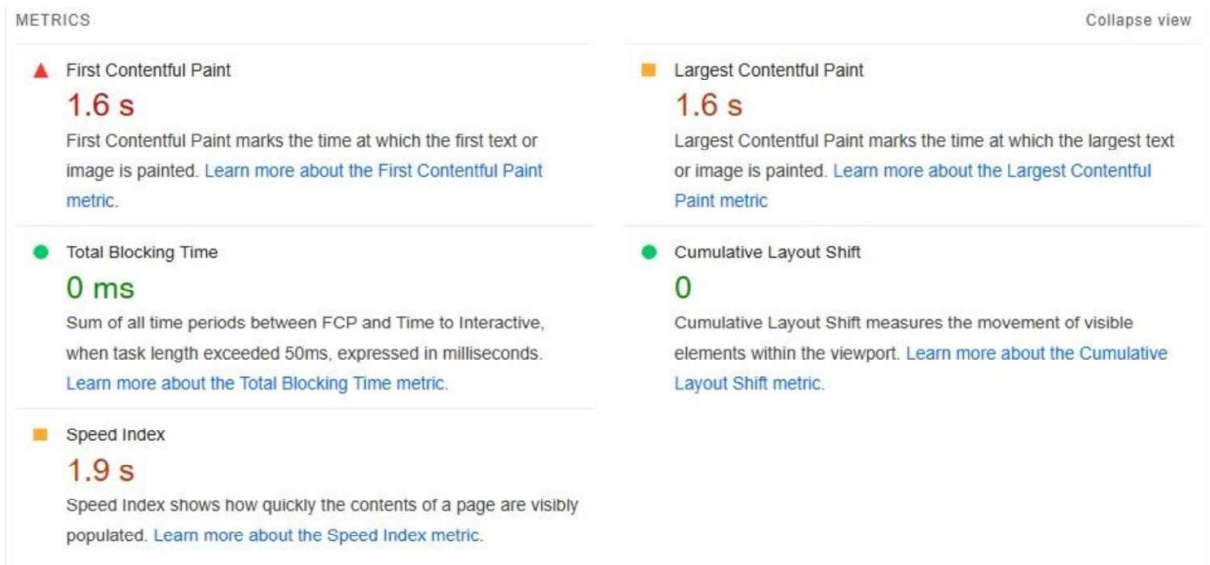 METRICS
Collapse view
First Contentful Paint
1.6 s
First Contentful Paint marks the time at which the first text or
image is painted. Learn more about the First Contentful Paint
metric.
Largest Contentful Paint
1.6 s
Largest Contentful Paint marks the time at which the largest text
or image is painted. Learn more about the Largest Contentful
Paint metric
Total Blocking Time
0 ms
Sum of all time periods between FCP and Time to Interactive,
when task length exceeded 50ms, expressed in milliseconds.
Learn more about the Total Blocking Time metric.
Cumulative Layout Shift
0
Cumulative Layout Shift measures the movement of visible
elements within the viewport. Learn more about the Cumulative
Layout Shift metric.
Speed Index
1.9 s
Speed Index shows how quickly the contents of a page are visibly
populated. Learn more about the Speed Index metric.